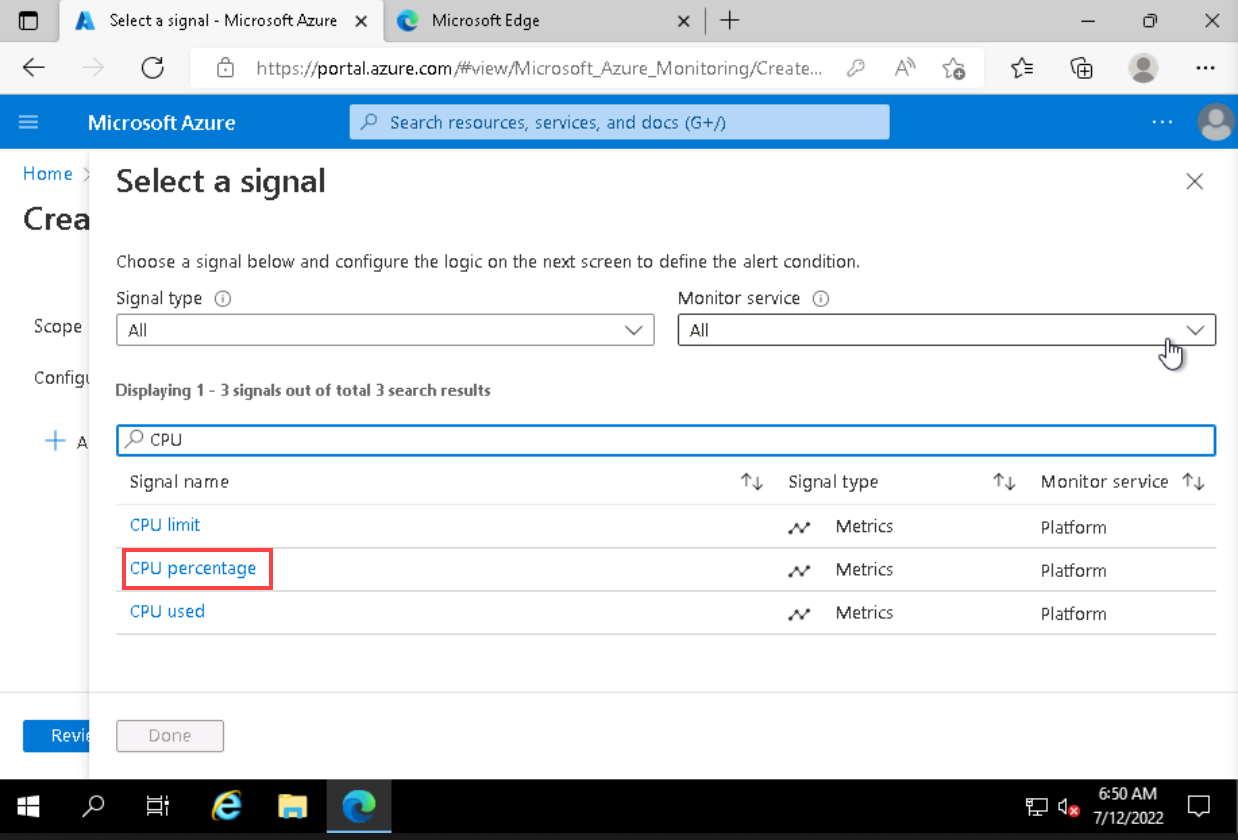 Select a signal - Microsoft Azure
Microsoft Edge
https://portal.azure.com/#view/Microsoft_Azure_Monitoring/Create...
Microsoft Azure
Search resources, services, and docs (G+/)
Home
Crea
Select a signal
Choose a signal below and configure the logic on the next screen to define the alert condition.
Signal type
Monitor service
Scope
All
All
Configu
Displaying 1 - 3 signals out of total 3 search results
A
CPU
Signal name
Signal type
Monitor service
CPU limit
Metrics
Platform
CPU percentage
Metrics
Platform
CPU used
Metrics
Platform
Revie
Done
6:50 AM
7/12/2022